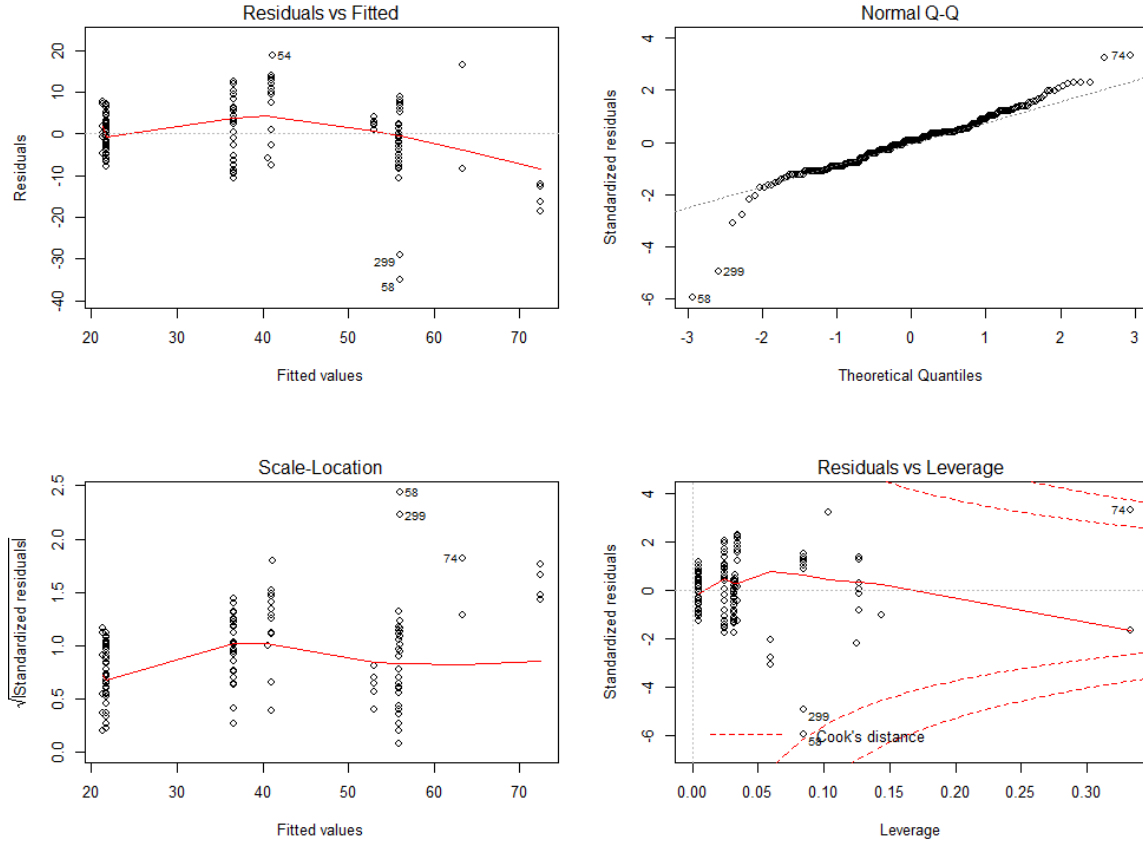 Residuals vs Fitted
Residuals
20
10
0
-10
-20
-30
-40
54
299
58
20 30 40 50 60 70
Fitted values
Normal Q-Q
Standardized residuals
4
2
0
-2
-4
-6
74
299
58
-3 -2 -1 0 1 2 3
Theoretical Quantiles
Scale-Location
√|Standardized residuals|
2.5
2.0
1.5
1.0
0.5
0.0
58
299
74
20 30 40 50 60 70
Fitted values
Residuals vs Leverage
Standardized residuals
4
2
0
-2
-4
-6
74
299
58
Cook's distance
0.00 0.05 0.10 0.15 0.20 0.25 0.30
Leverage